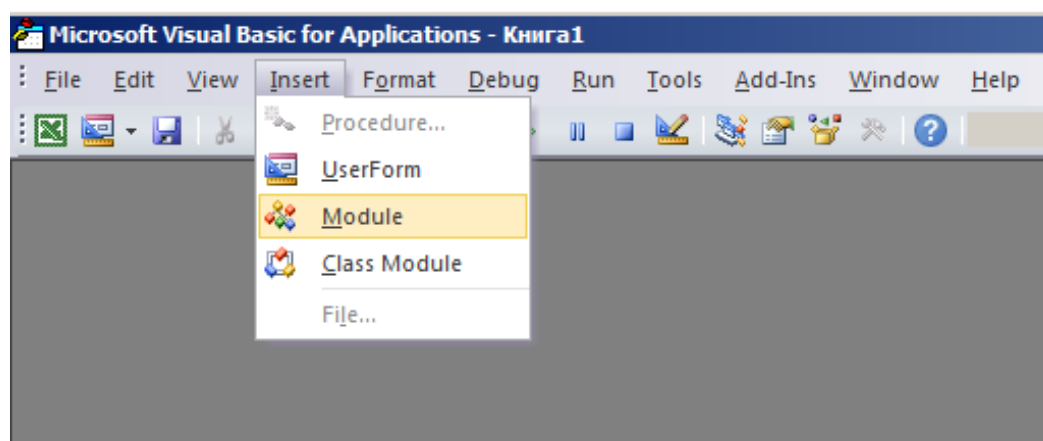 Microsoft Visual Basic for Applications - Книга1
File Edit View Insert Format Debug Run Tools Add-Ins Window Help
Procedure...
UserForm
Module
Class Module
File...